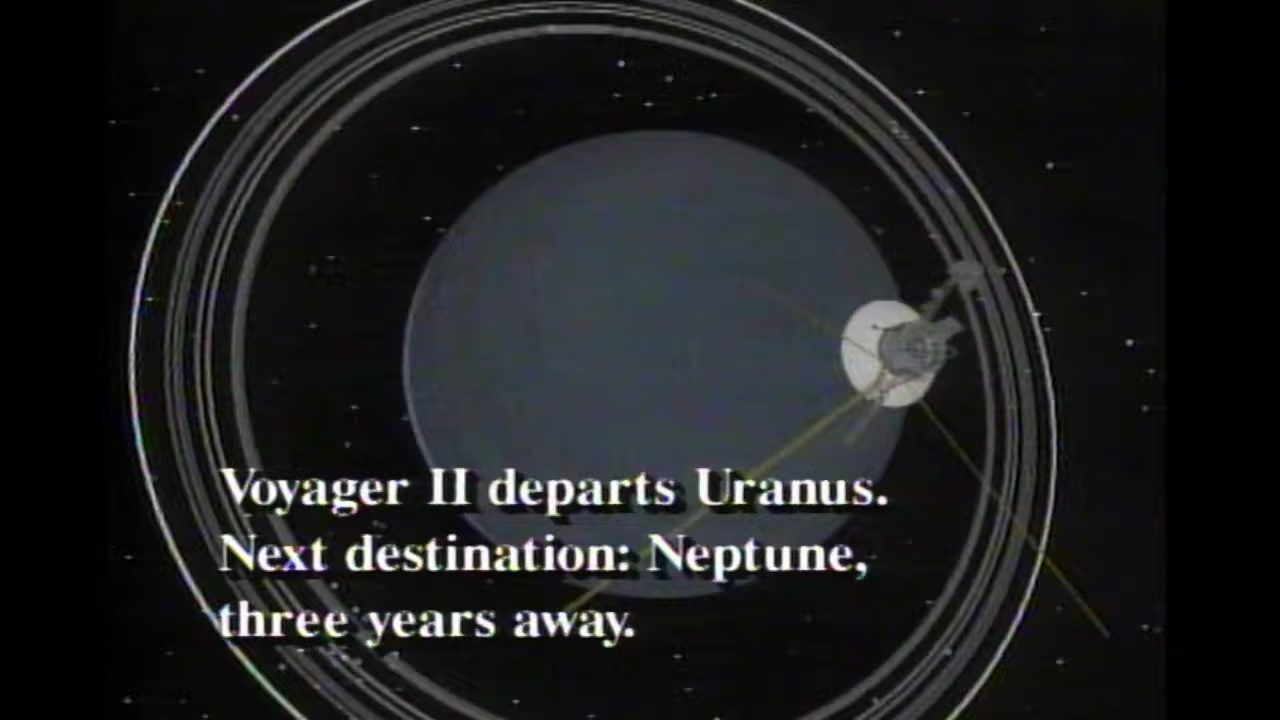 Voyager II departs Uranus.
Next destination: Neptune,
three years away.